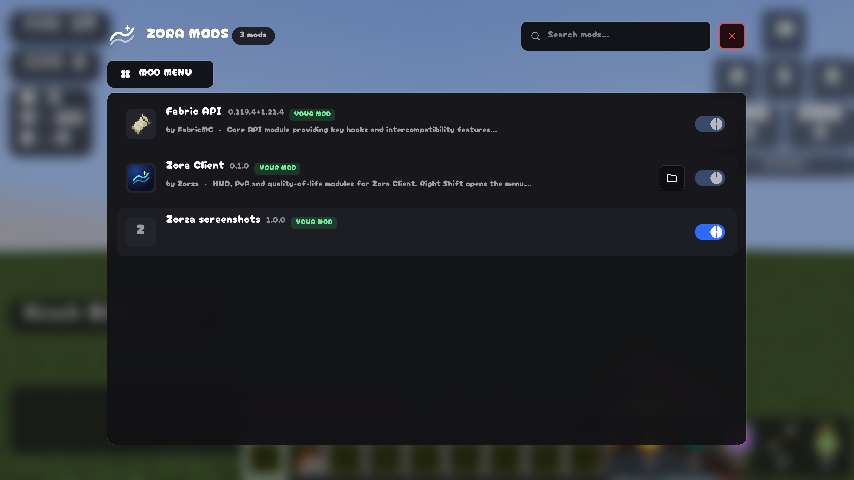 ZORA MODS
3 mods
Search mods...
MOD MENU
Fabric API 0.119.4+1.21.4 YOUR MOD
by FabricMC · Core API module providing key hooks and intercompatibility features...
Zora Client 0.1.0 YOUR MOD
by Zorza · HUD, PvP and quality-of-life modules for Zora Client. Right Shift opens the menu...
Z
Zorza screenshots 1.0.0 YOUR MOD